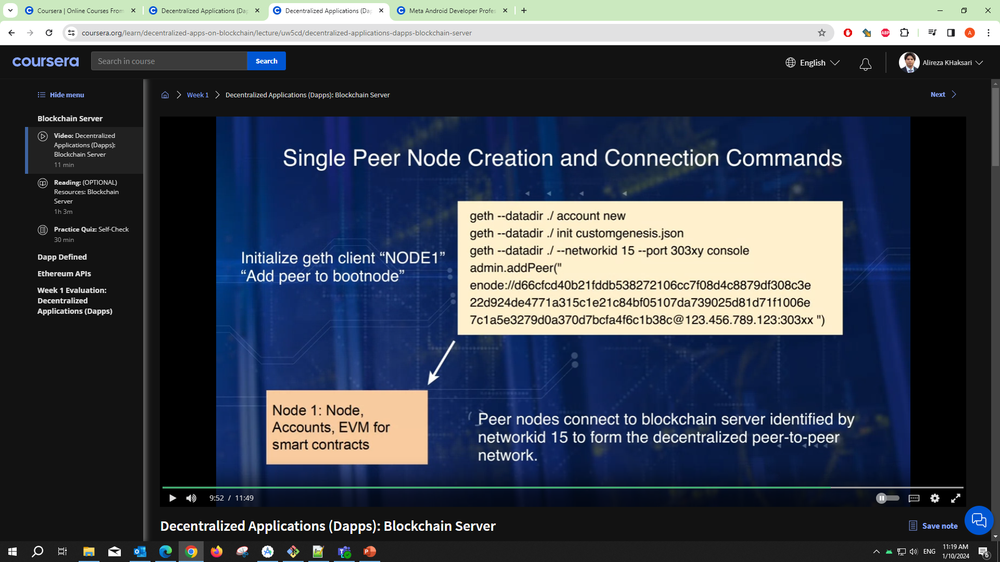 Coursera | Online Courses From
Decentralized Applications (Dap
Decentralized Applications (Dap
Meta Android Developer Profes
coursera.org/learn/decentralized-apps-on-blockchain/lecture/uw5cd/decentralized-applications-dapps-blockchain-server
ABP
A
coursera
Search in course
Search
English
Alireza KHaksari
Hide menu
Week 1
Decentralized Applications (Dapps): Blockchain Server
Next
Blockchain Server
Video: Decentralized
Applications (Dapps):
Blockchain Server
11 min
Reading: (OPTIONAL)
Resources: Blockchain
Server
1h 3m
Practice Quiz: Self-Check
30 min
Dapp Defined
Ethereum APIs
Week 1 Evaluation:
Decentralized
Applications (Dapps)
Single Peer Node Creation and Connection Commands
Initialize geth client “NODE1”
“Add peer to bootnode”
geth --datadir ./ account new
geth --datadir ./ init customgenesis.json
geth --datadir ./ --networkid 15 --port 303xy console
admin.addPeer("
enode://d66cfcd40b21fddb538272106cc7f08d4c8879df308c3e
22d924de4771a315c1e21c84bf05107da739025d81d71f1006e
7c1a5e3279d0a370d7bcfa4f6c1b38c@123.456.789.123:303xx ")
Node 1: Node,
Accounts, EVM for
smart contracts
Peer nodes connect to blockchain server identified by
networkid 15 to form the decentralized peer-to-peer
network.
9:52 / 11:49
Decentralized Applications (Dapps): Blockchain Server
Save note
ENG
11:19 AM
1/10/2024
6